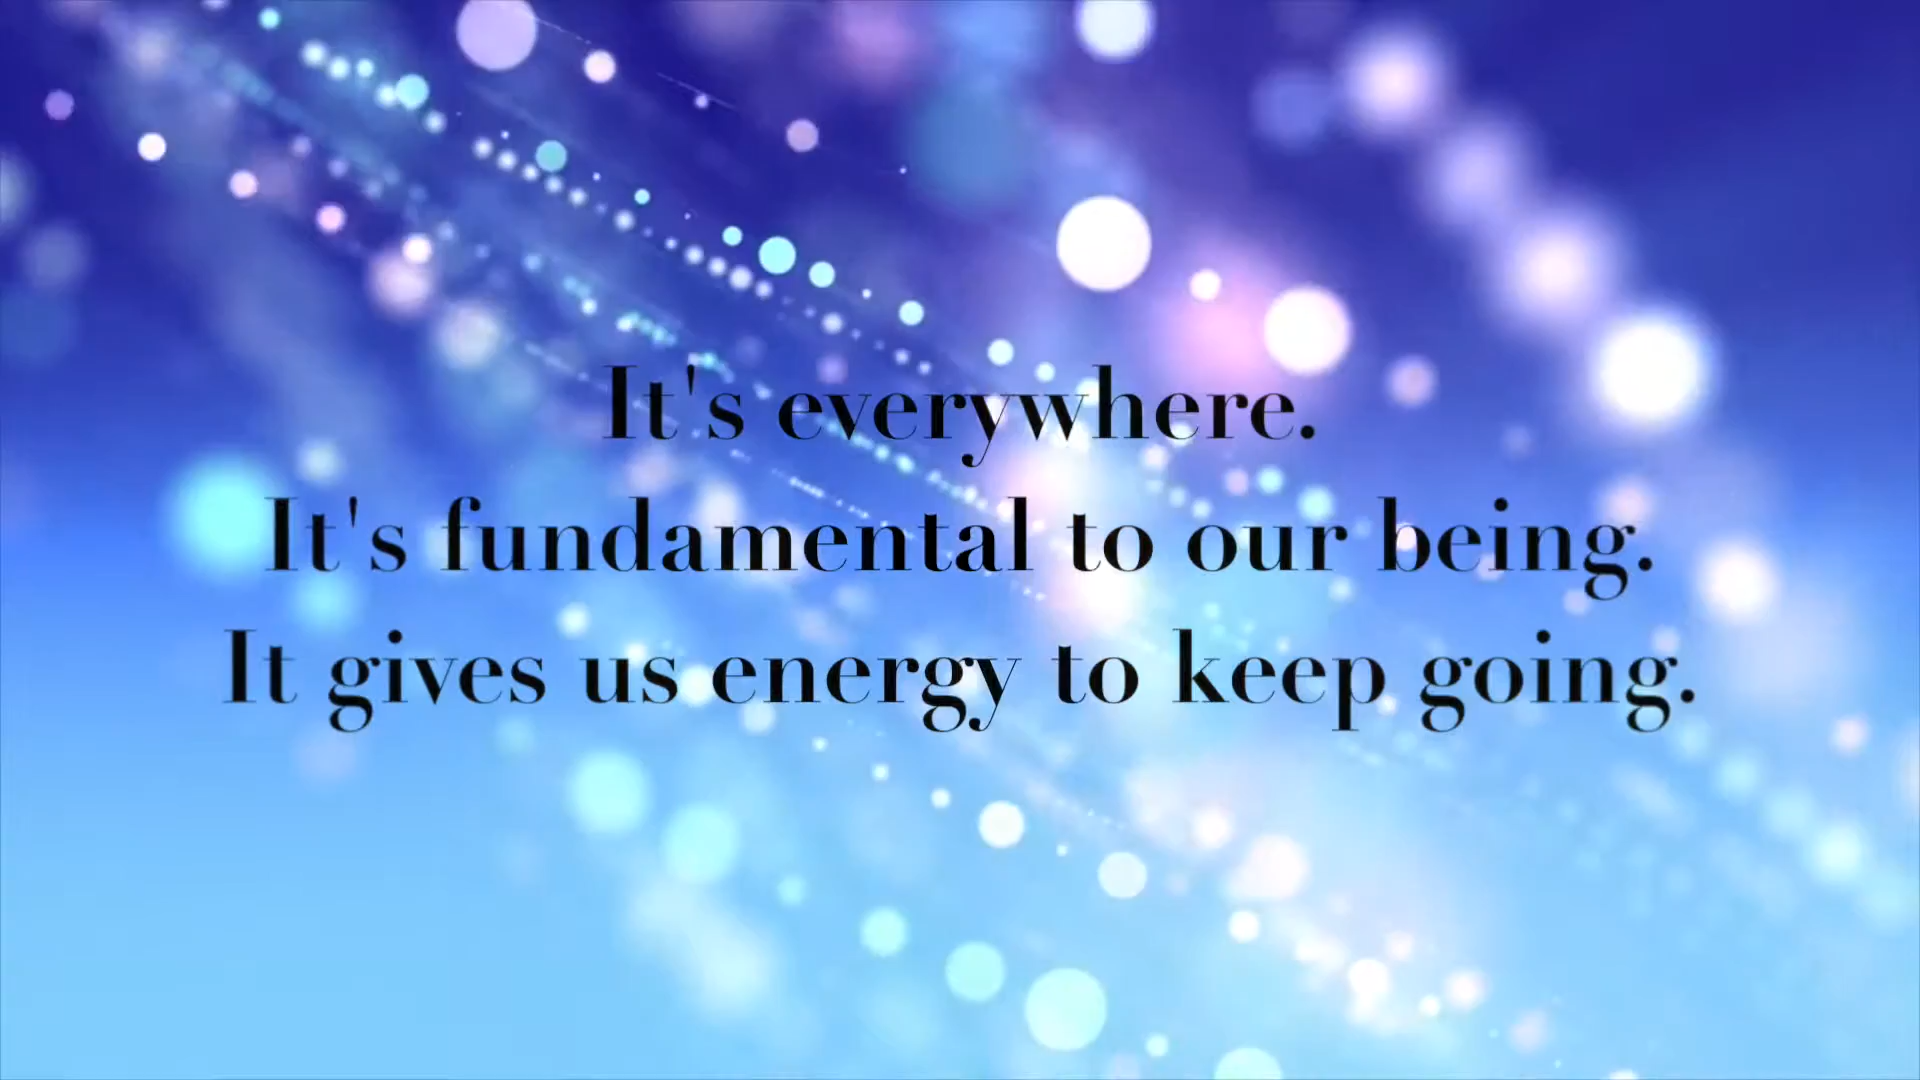 It's everywhere.
It's fundamental to our being.
It gives us energy to keep going.